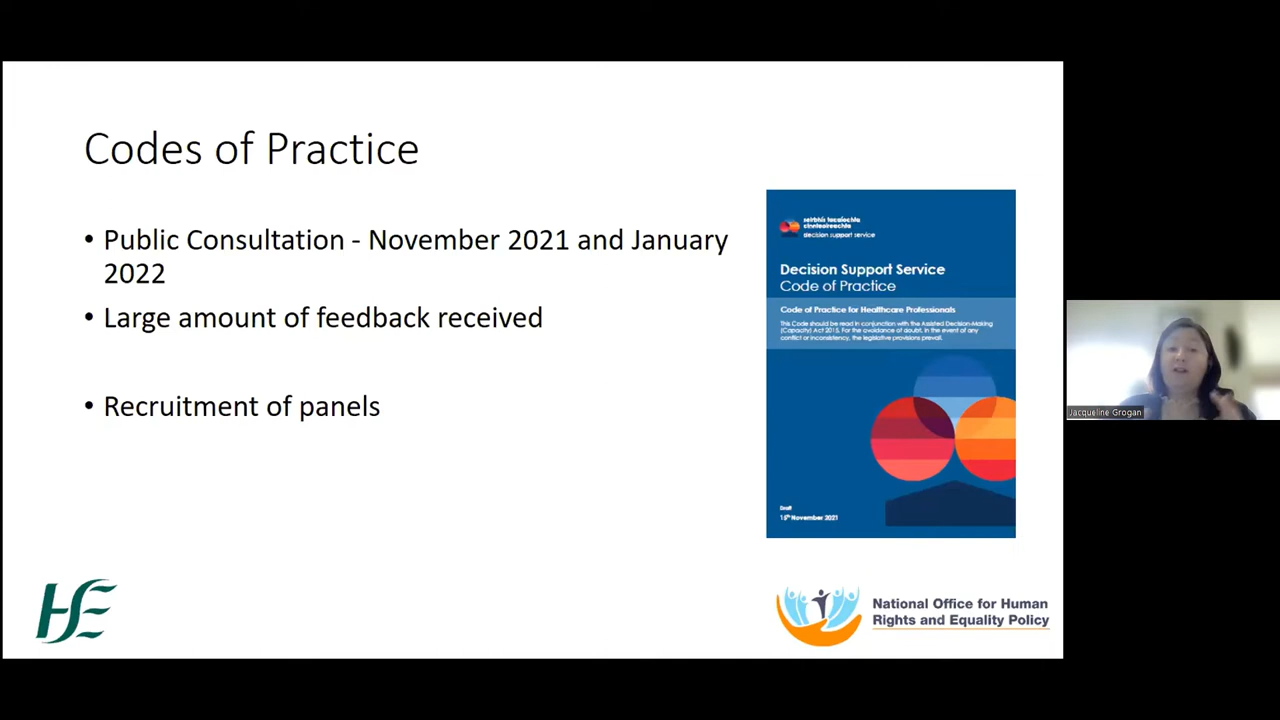 Codes of Practice
• Public Consultation - November 2021 and January
2022
• Large amount of feedback received
• Recruitment of panels
seirbhís tacaíochta
cinnteoireachta
decision support service
Decision Support Service
Code of Practice
Code of Practice for Healthcare Professionals
This Code should be read in conjunction with the Assisted Decision-Making
(Capacity) Act 2015. For the avoidance of doubt, in the event of any
conflict or inconsistency, the legislative provisions prevail.
Draft
15th November 2021
Jacqueline Grogan
HSE
National Office for Human
Rights and Equality Policy